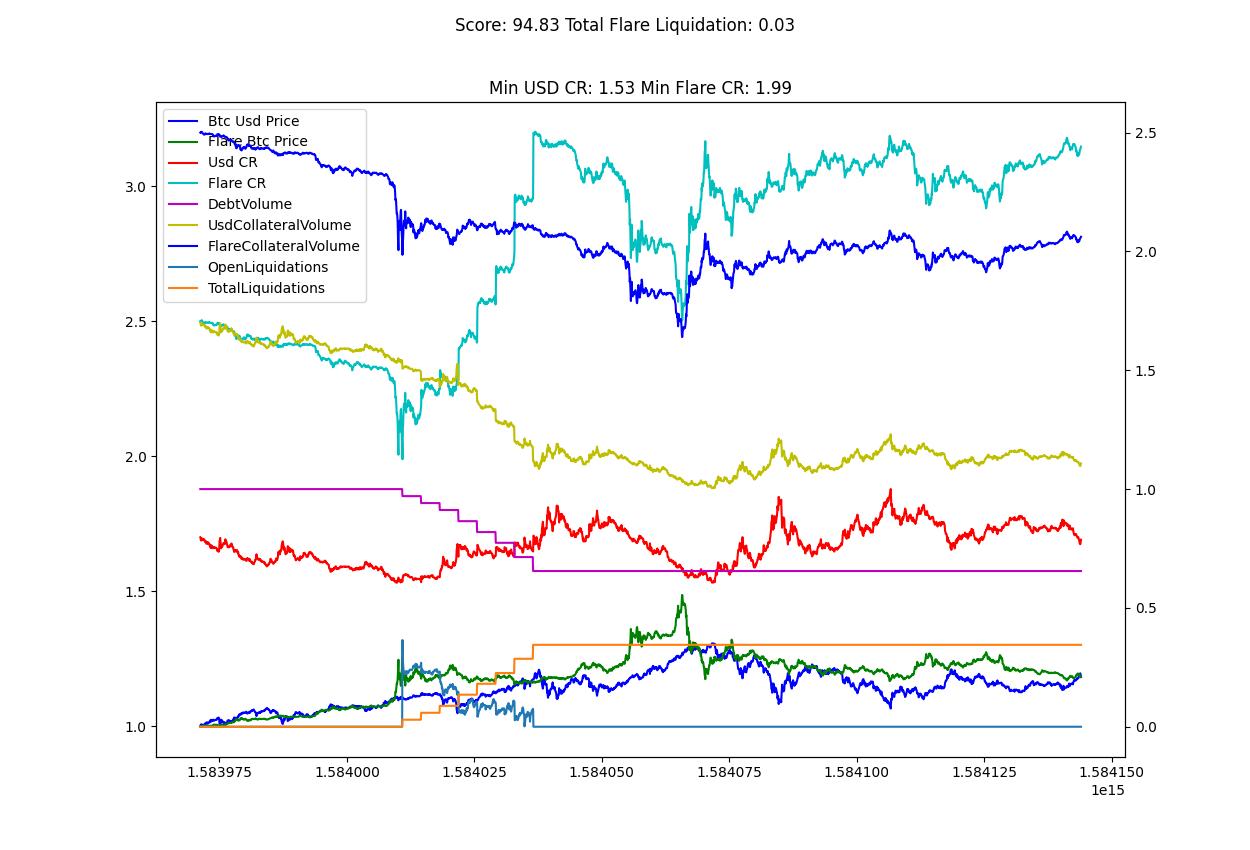 Score: 94.83 Total Flare Liquidation: 0.03
Min USD CR: 1.53 Min Flare CR: 1.99
Btc Usd Price
Flare Btc Price
Usd CR
Flare CR
DebtVolume
UsdCollateralVolume
FlareCollateralVolume
OpenLiquidations
TotalLiquidations
3.0
2.5
2.0
1.5
1.0
2.5
2.0
1.5
1.0
0.5
0.0
1.583975 1.584000 1.584025 1.584050 1.584075 1.584100 1.584125 1.584150
1e15